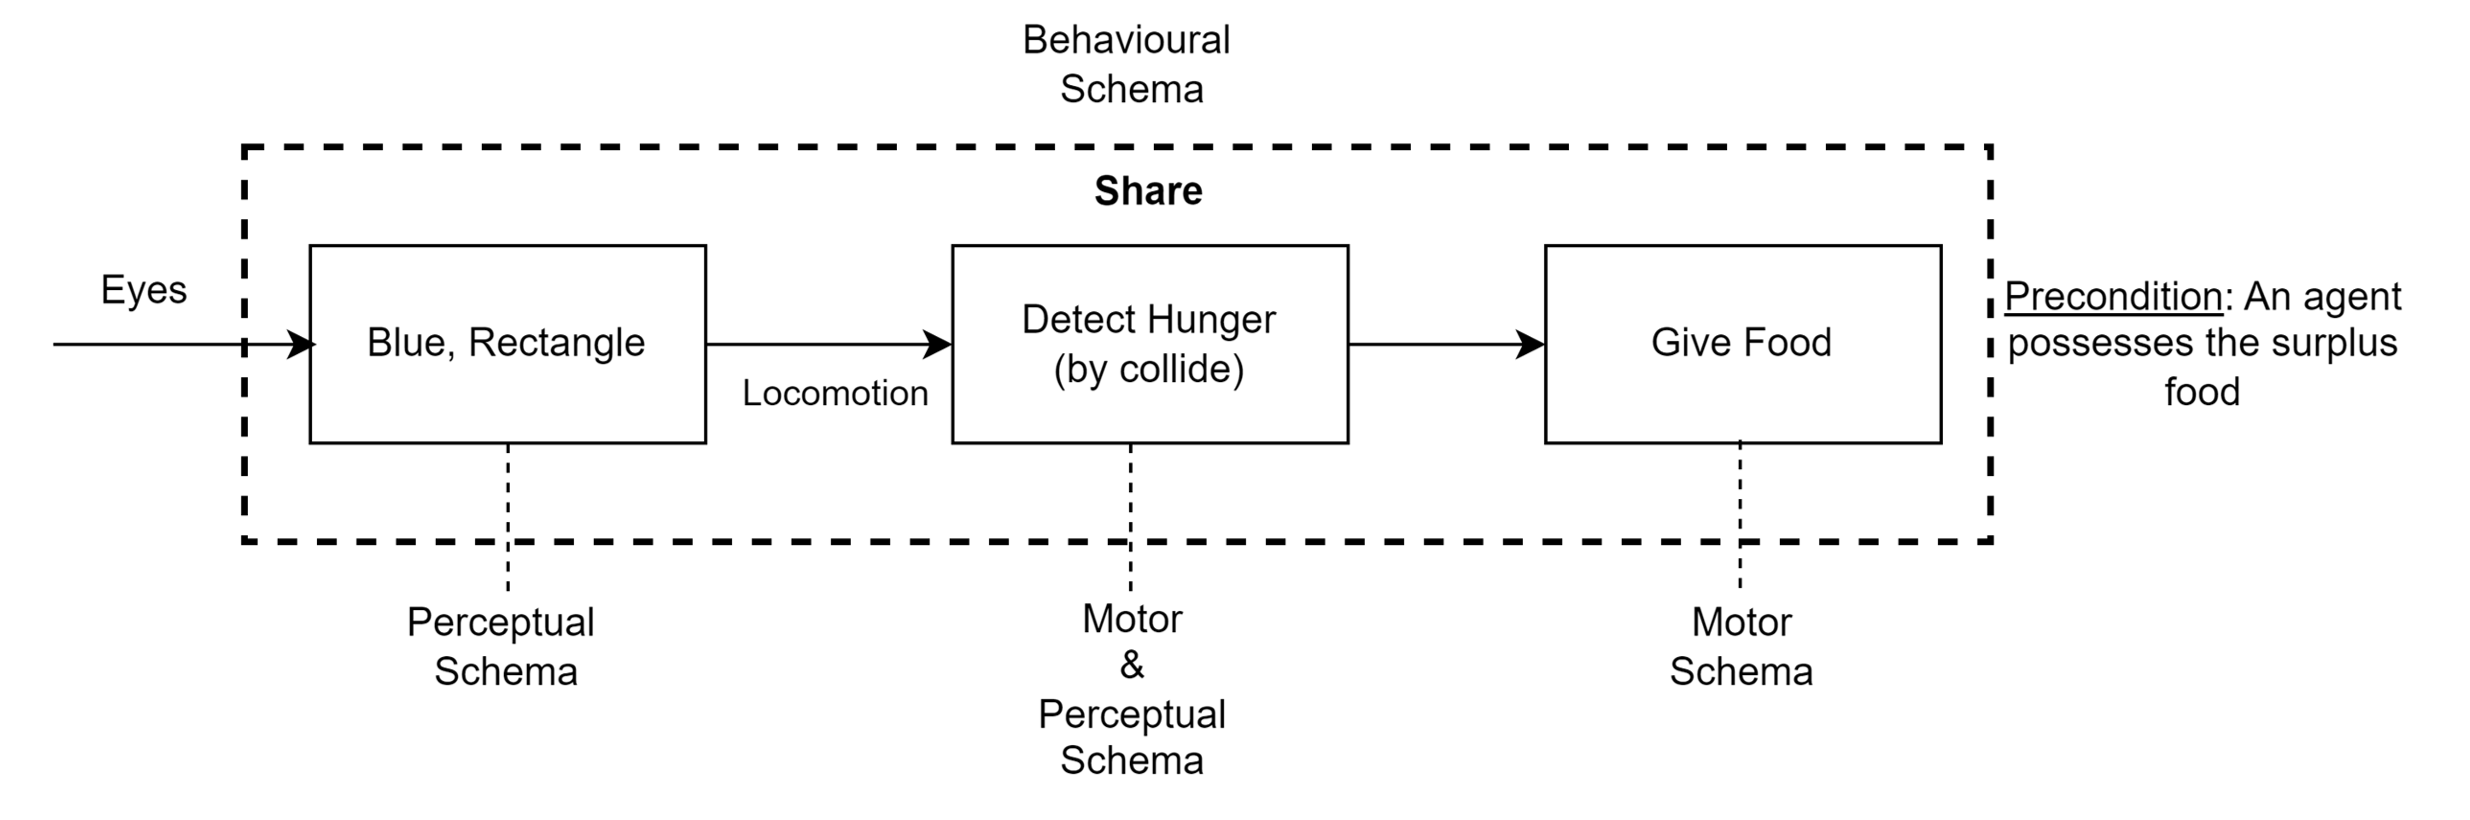 Behavioural
Schema
Share
Eyes
Blue, Rectangle
Locomotion
Detect Hunger
(by collide)
Give Food
Precondition: An agent
possesses the surplus
food
Perceptual
Schema
Motor
&
Perceptual
Schema
Motor
Schema